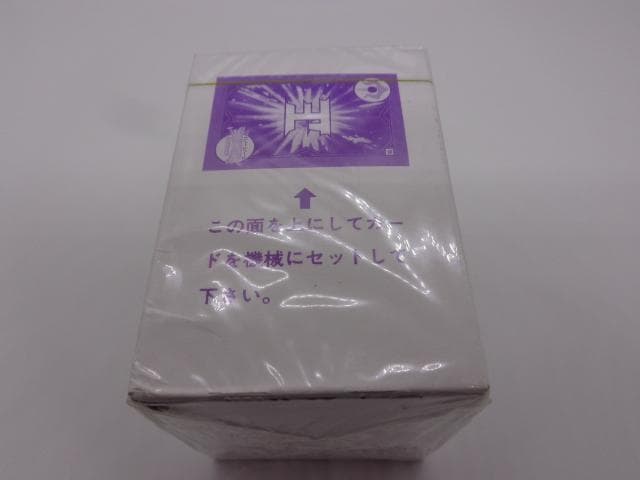 この面を上にしてカー
ドを機械にセットして
下さい。